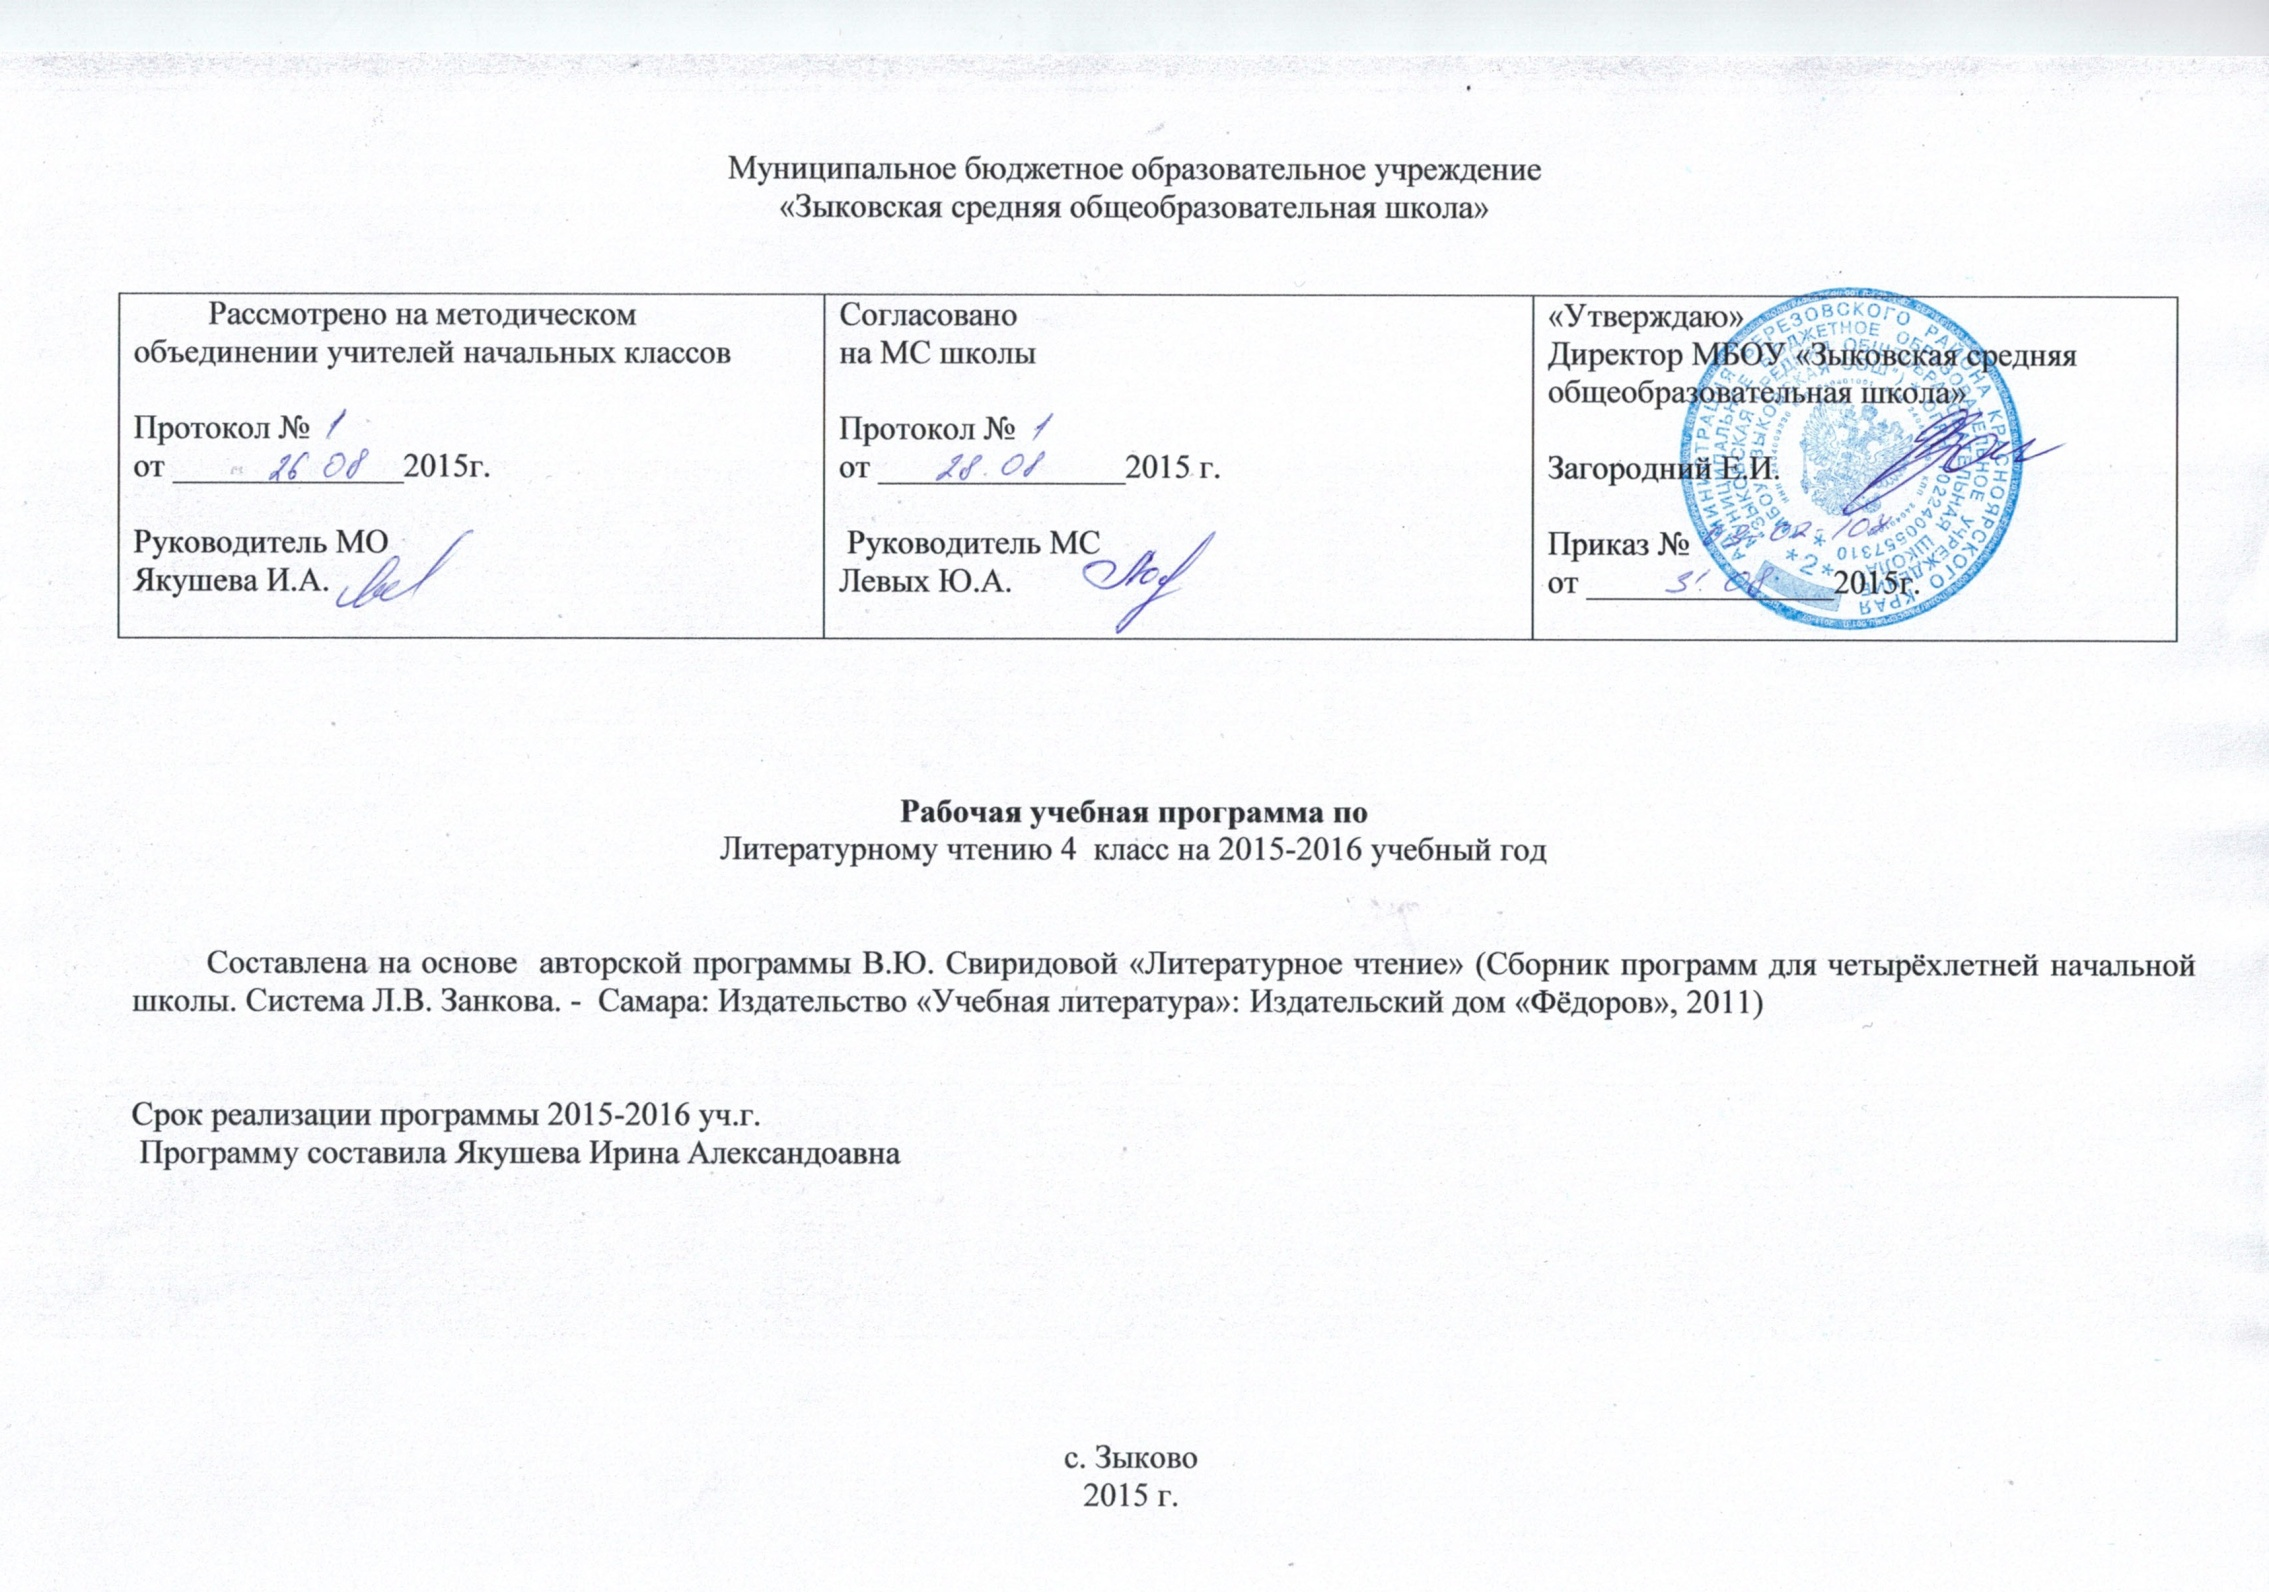 Муниципальное бюджетное образовательное учреждение
«Зыковская средняя общеобразовательная школа»
Рассмотрено на методическом
объединении учителей начальных классов
Протокол № 1
от 26 08 2015г.
Руководитель МО
Якушева И.А.
Согласовано
на МС школы
Протокол № 1
от 28.08 2015 г.
Руководитель МС
Левых Ю.А.
«Утверждаю»
Директор МБОУ «Зыковская средняя
общеобразовательная школа»
Загородний Е.И.
Приказ №
от 31 08 2015г.
Рабочая учебная программа по
Литературному чтению 4 класс на 2015-2016 учебный год
Составлена на основе авторской программы В.Ю. Свиридовой «Литературное чтение» (Сборник программ для четырёхлетней начальной
школы. Система Л.В. Занкова. - Самара: Издательство «Учебная литература»: Издательский дом «Фёдоров», 2011)
Срок реализации программы 2015-2016 уч.г.
Программу составила Якушева Ирина Александоавна
с. Зыково
2015 г.